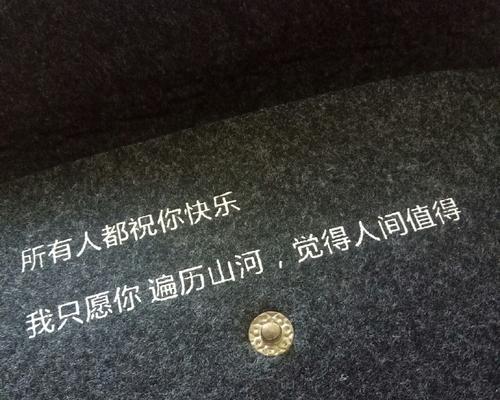 所有人都祝你快乐
我只愿你 遍历山河，觉得人间值得